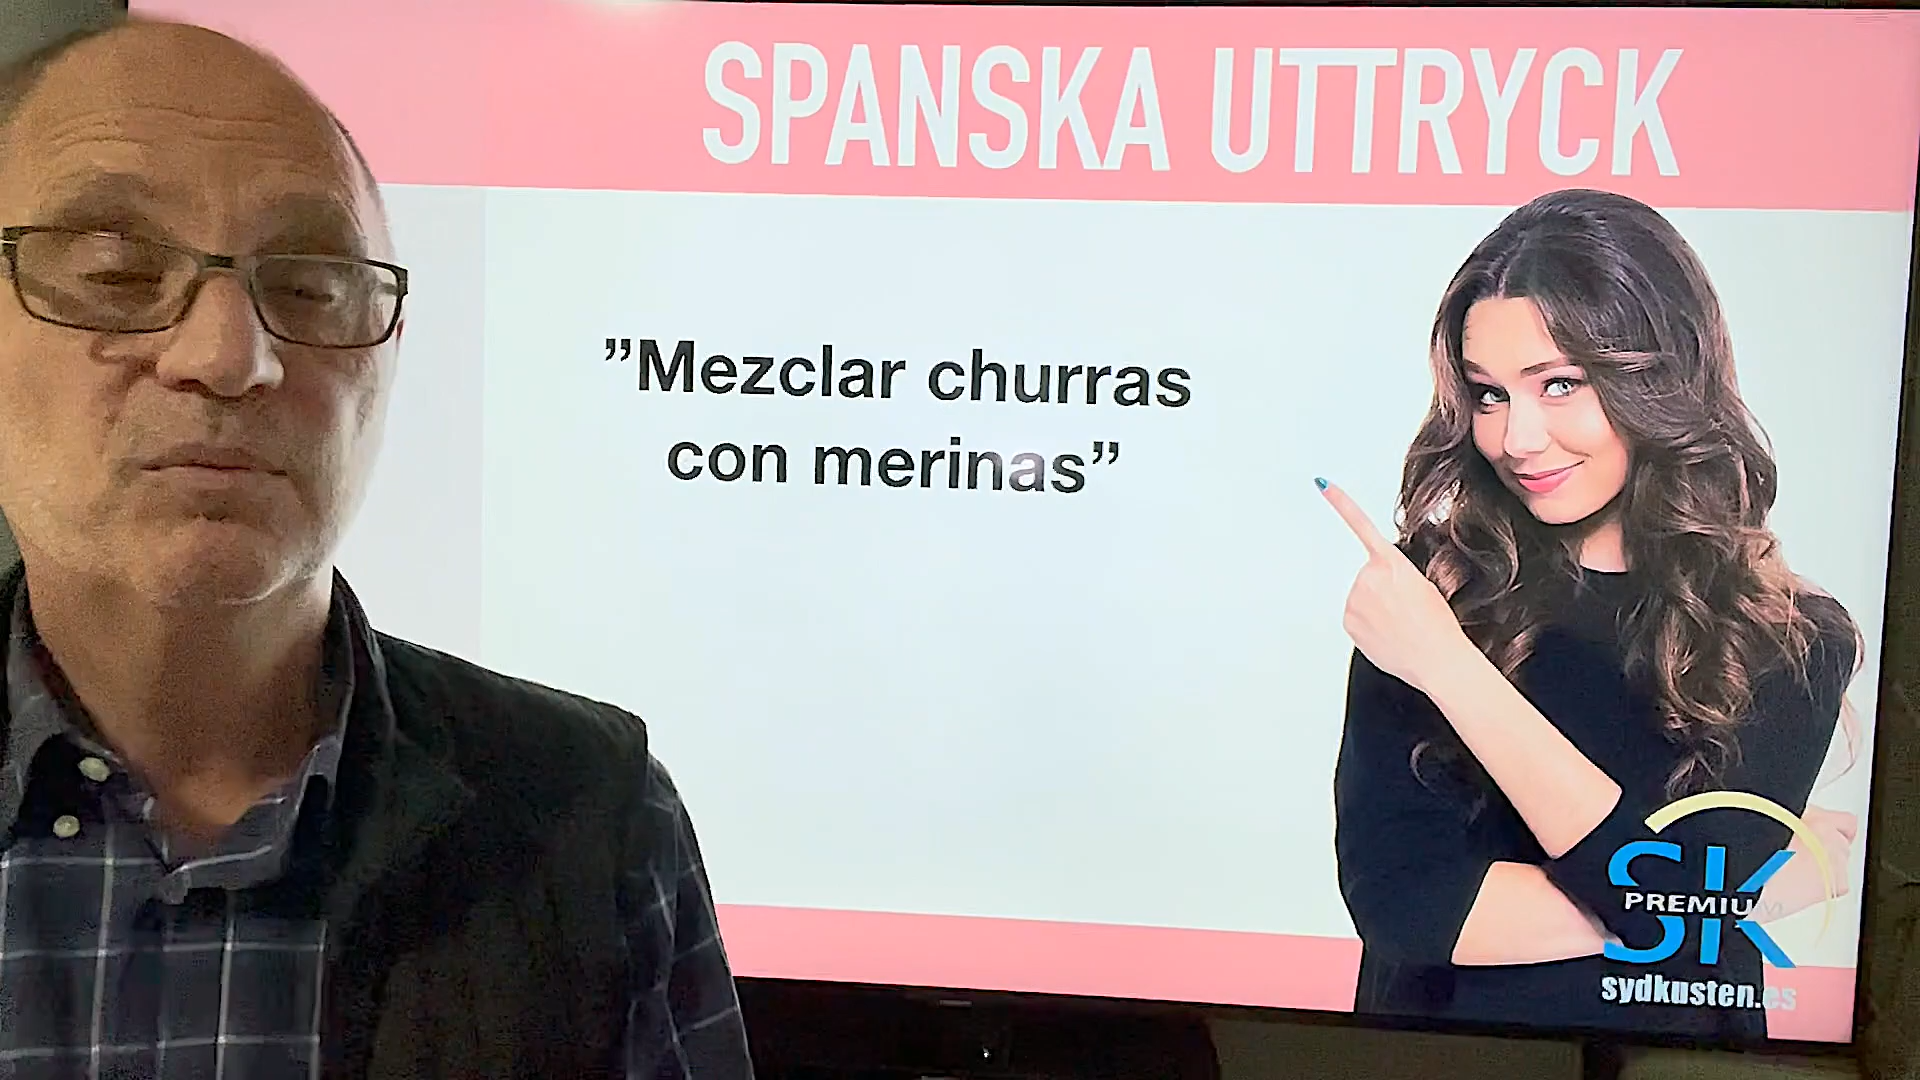 SPANSKA UTTRYCK
”Mezclar churras
con merinas”
SK
PREMIUM
sydkusten.es